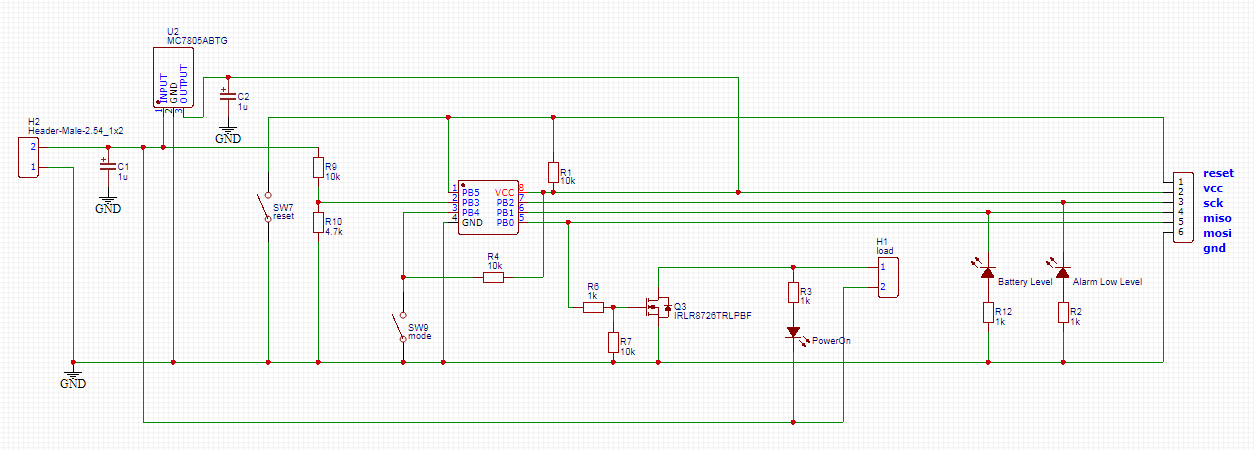 U2
MC7805ABTG
INPUT
GND
OUTPUT
1
2
3
C2
1u
GND
H2
Header-Male-2.54_1x2
2
1
C1
1u
GND
R9
10k
R10
4.7k
SW7
reset
R1
10k
1 PB5 VCC 8
2 PB3 PB2 7
3 PB4 PB1 6
4 GND PB0 5
R4
10k
SW9
mode
R6
1k
R7
10k
Q3
IRLR8726TRLPBF
H1
load
1
2
R3
1k
PowerOn
Battery Level
R12
1k
Alarm Low Level
R2
1k
1 reset
2 vcc
3 sck
4 miso
5 mosi
6 gnd
GND